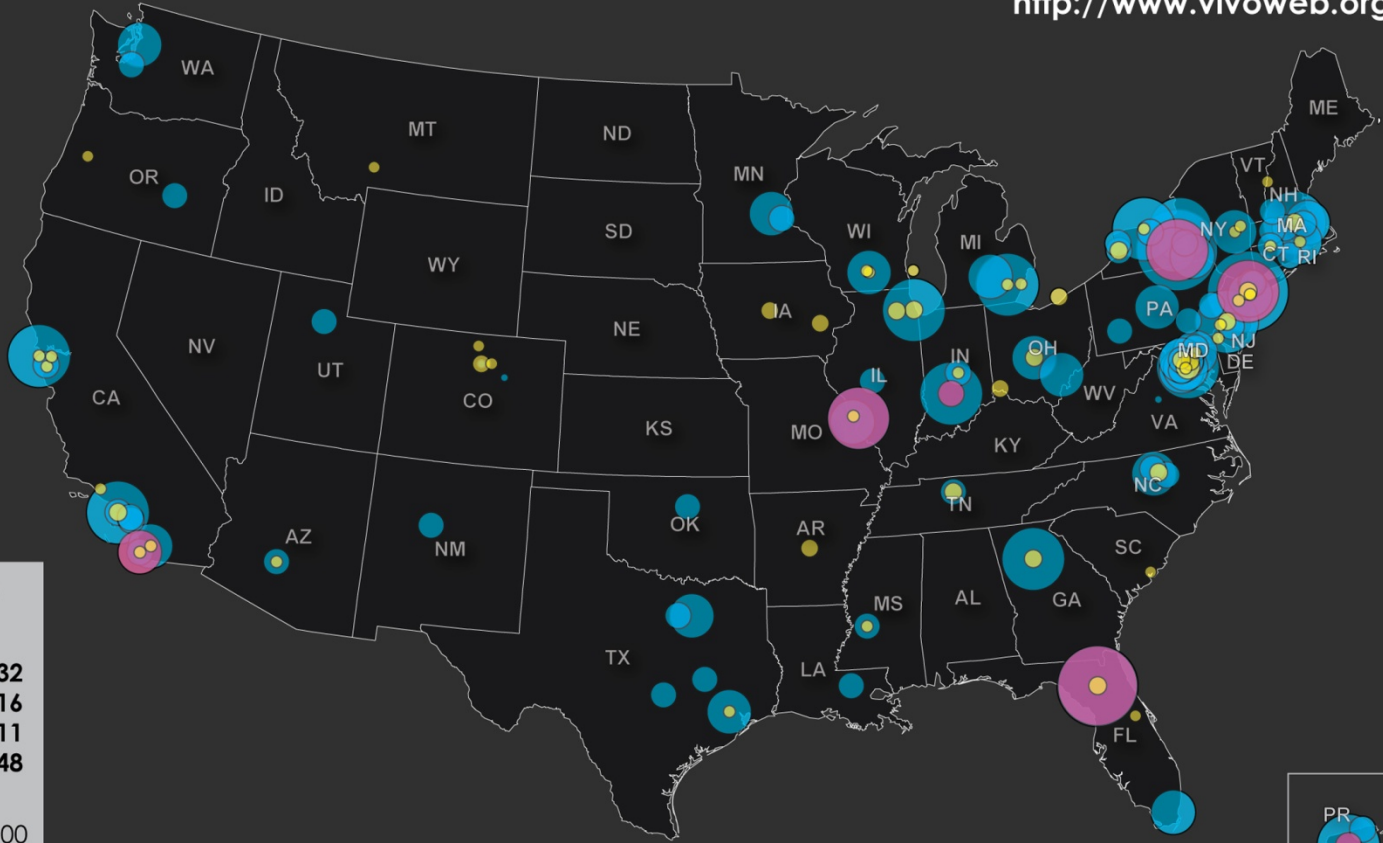 http://www.vivoweb.org
ME
WA
MT
ND
VT
MN
OR
NH
ID
MA
NY
SD
WI
MI
CT RI
WY
PA
IA
NE
OH
NJ
NV
IN
MD
DE
UT
IL
CO
WV
CA
KS
MO
VA
KY
NC
TN
OK
AR
AZ
NM
SC
MS
AL
GA
TX
LA
32
16
11
FL
48
PR
00